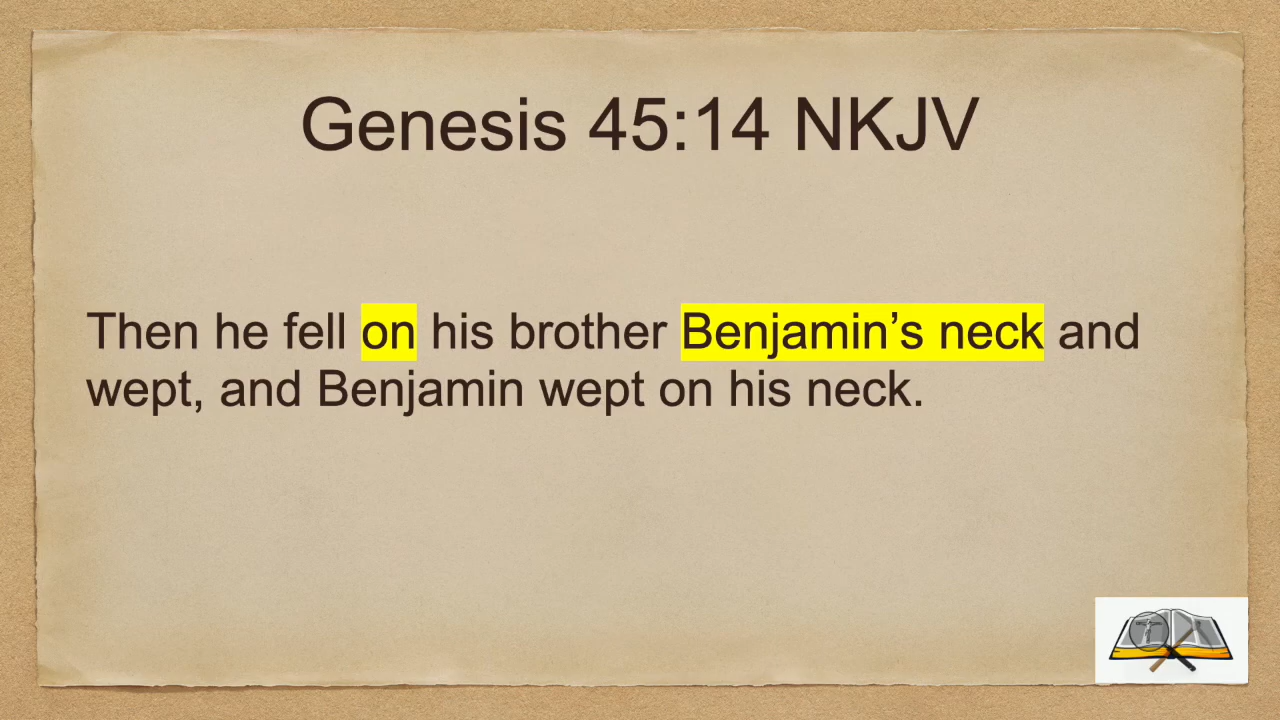 Genesis 45:14 NKJV
Then he fell on his brother Benjamin’s neck and
wept, and Benjamin wept on his neck.